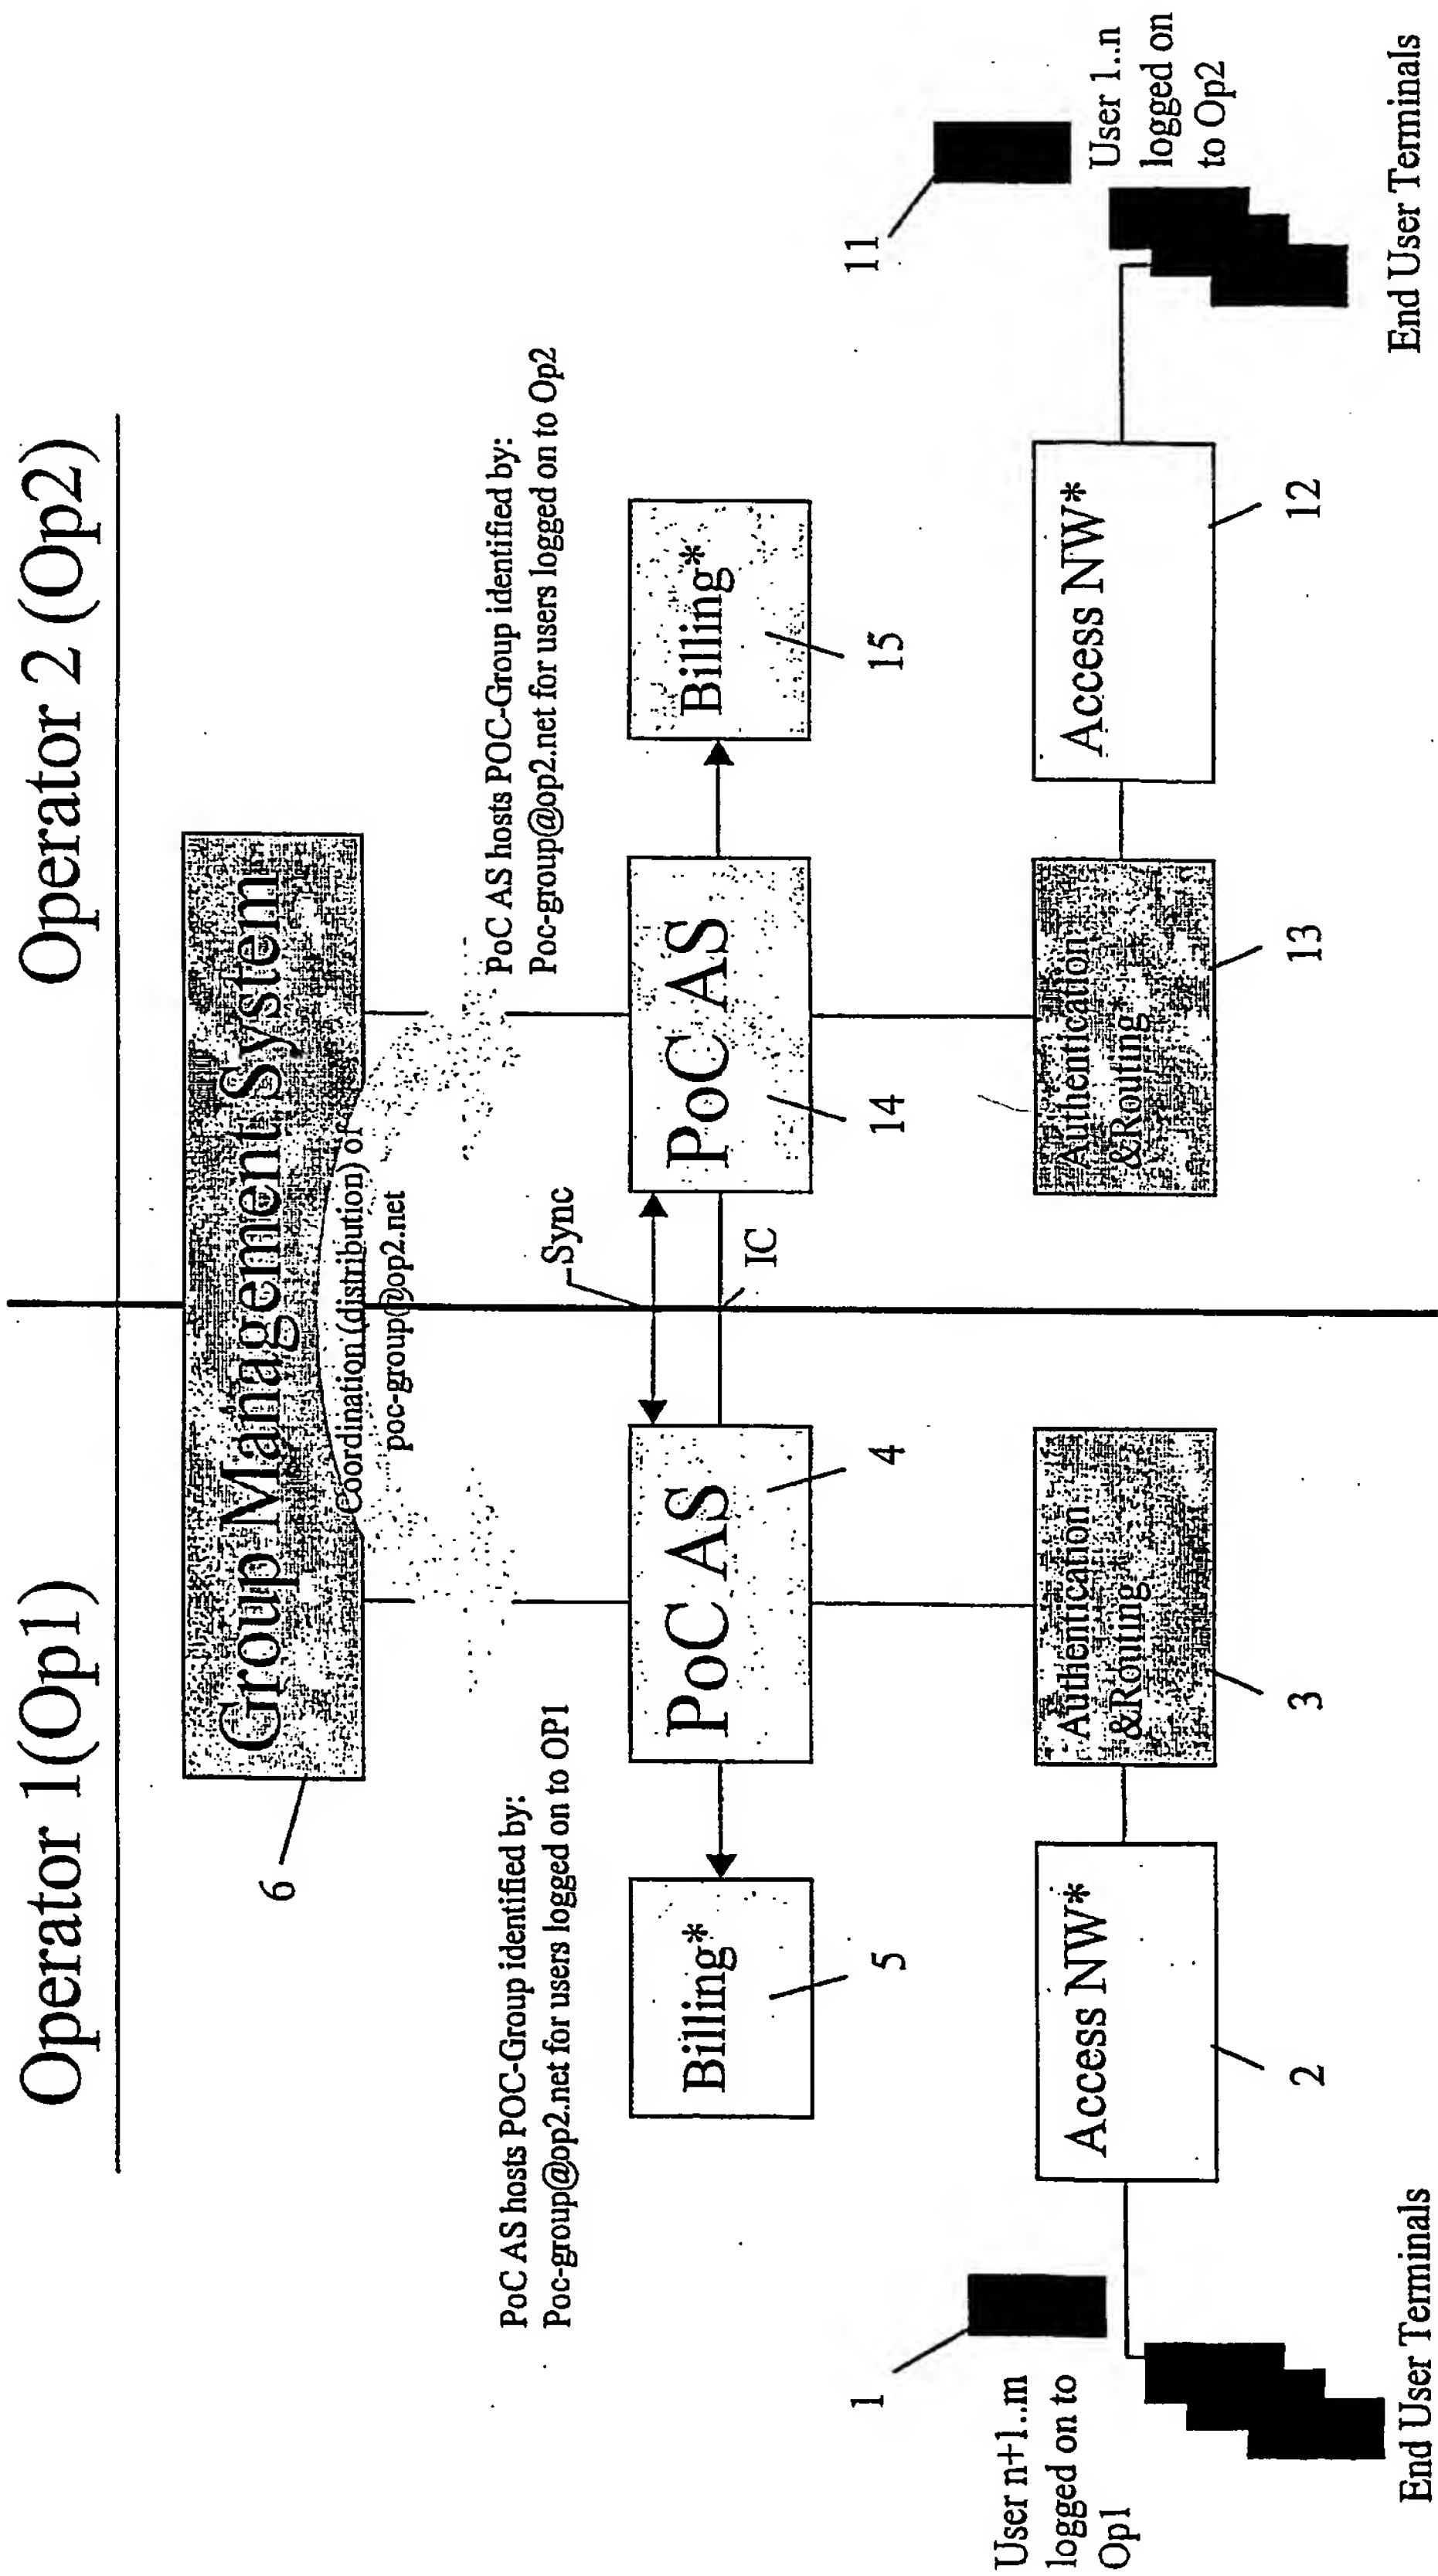 Operator 1(Op1)
Operator 2 (Op2)
Group Management System
6
Coordination (distribution) of
poc-group@op2.net
PoC AS hosts POC-Group identified by:
Poc-group@op2.net for users logged on to OP1
PoC AS hosts POC-Group identified by:
Poc-group@op2.net for users logged on to Op2
Sync
Billing*
PoC AS
PoC AS
Billing*
IC
5
4
14
15
1
11
User n+1..m
logged on to
Op1
Access NW*
Authentication
&Routing*
Authentication
&Routing*
Access NW*
User 1..n
logged on
to Op2
2
3
13
12
End User Terminals
End User Terminals